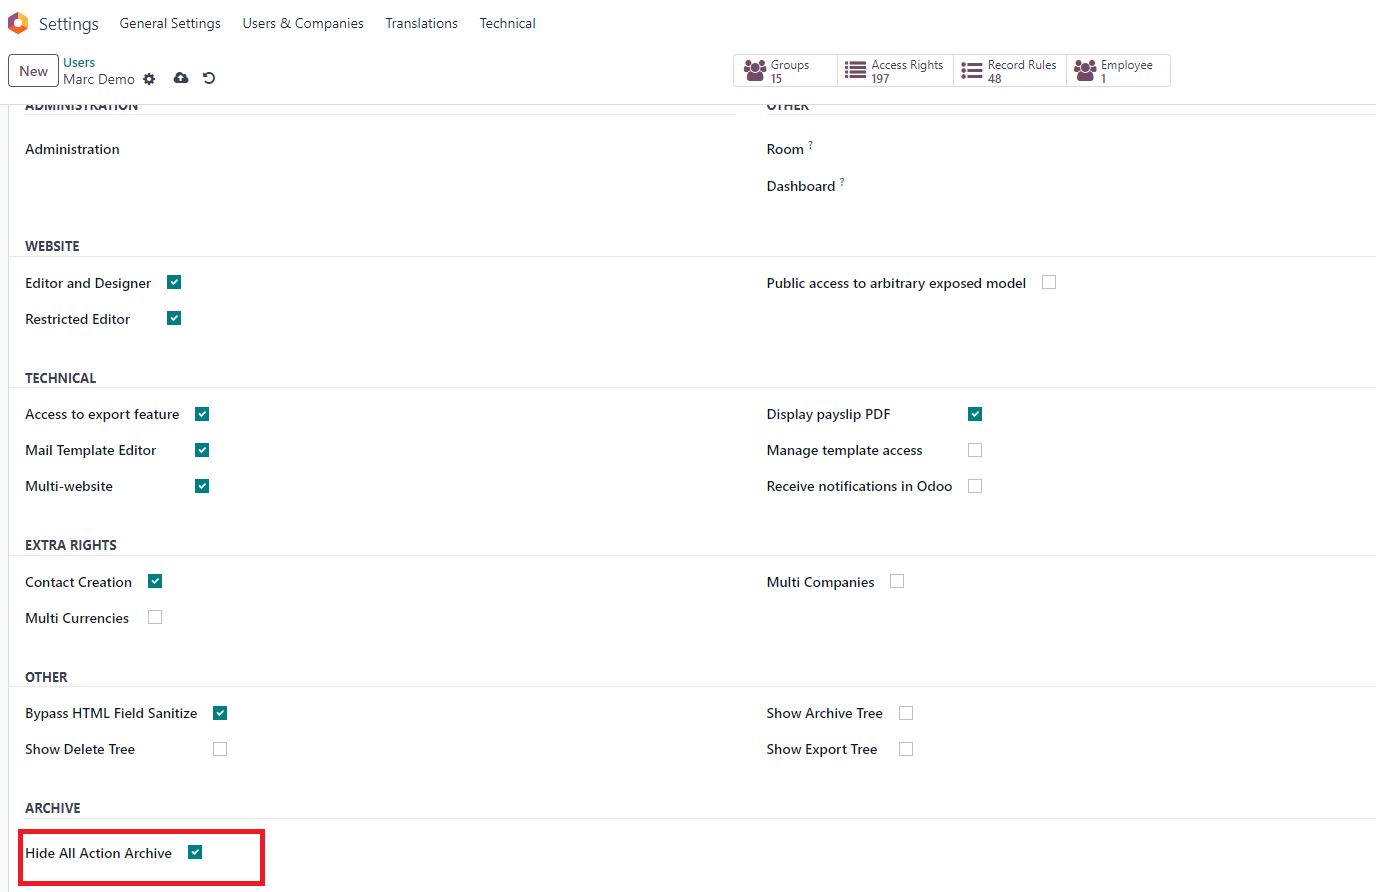 Settings General Settings Users & Companies Translations Technical
New Users
Marc Demo
Groups 15 Access Rights 197 Record Rules 48 Employee 1
ADMINISTRATION OTHER
Administration Room ?
Dashboard ?
WEBSITE
Editor and Designer Public access to arbitrary exposed model
Restricted Editor
TECHNICAL
Access to export feature Display payslip PDF
Mail Template Editor Manage template access
Multi-website Receive notifications in Odoo
EXTRA RIGHTS
Contact Creation Multi Companies
Multi Currencies
OTHER
Bypass HTML Field Sanitize Show Archive Tree
Show Delete Tree Show Export Tree
ARCHIVE
Hide All Action Archive